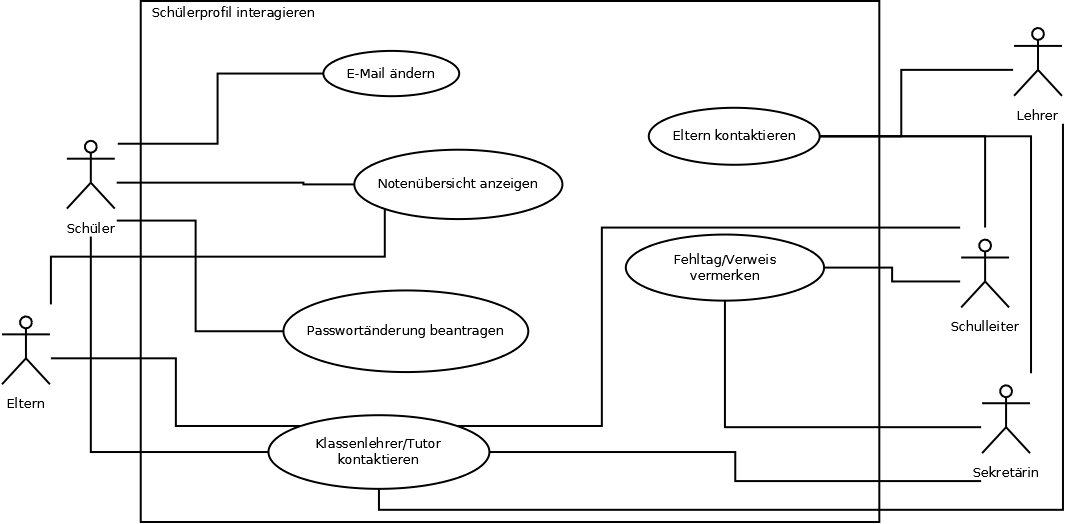 Schülerprofil interagieren
E-Mail ändern
Lehrer
Eltern kontaktieren
Notenübersicht anzeigen
Schüler
Fehltag/Verweis
vermerken
Schulleiter
Passwortänderung beantragen
Eltern
Klassenlehrer/Tutor
kontaktieren
Sekretärin